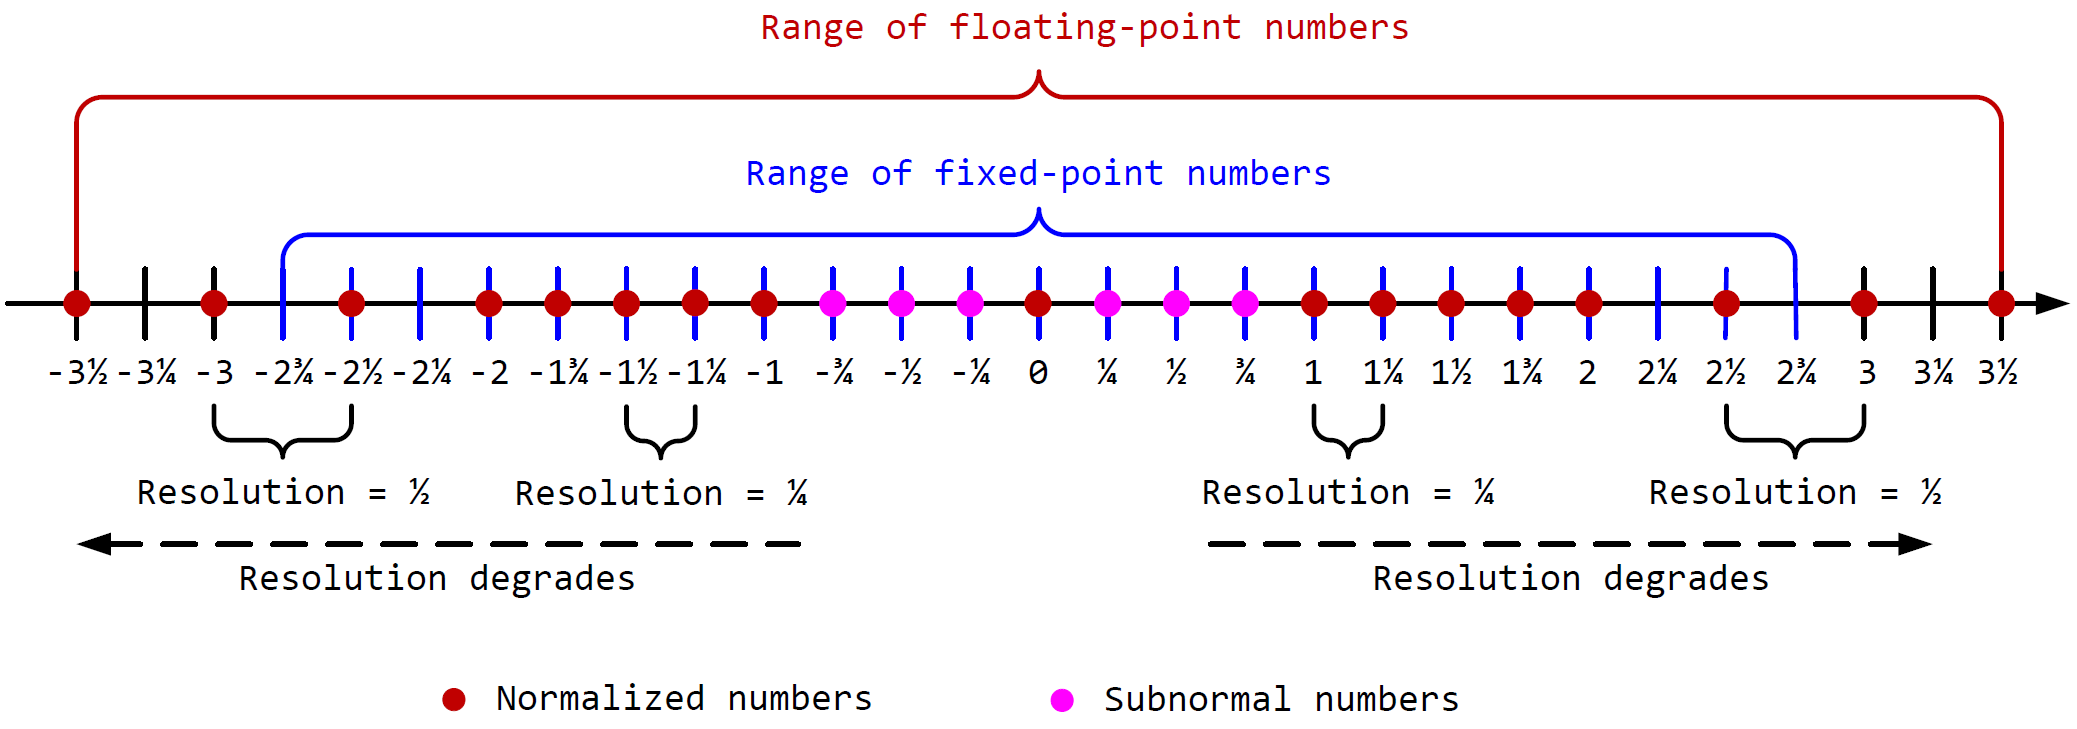 Range of floating-point numbers
Range of fixed-point numbers
-3½ -3¼ -3 -2¾ -2½ -2¼ -2 -1¾ -1½ -1¼ -1 -¾ -½ -¼ 0 ¼ ½ ¾ 1 1¼ 1½ 1¾ 2 2¼ 2½ 2¾ 3 3¼ 3½
Resolution = ½ Resolution = ¼ Resolution = ¼ Resolution = ½
Resolution degrades Resolution degrades
Normalized numbers Subnormal numbers